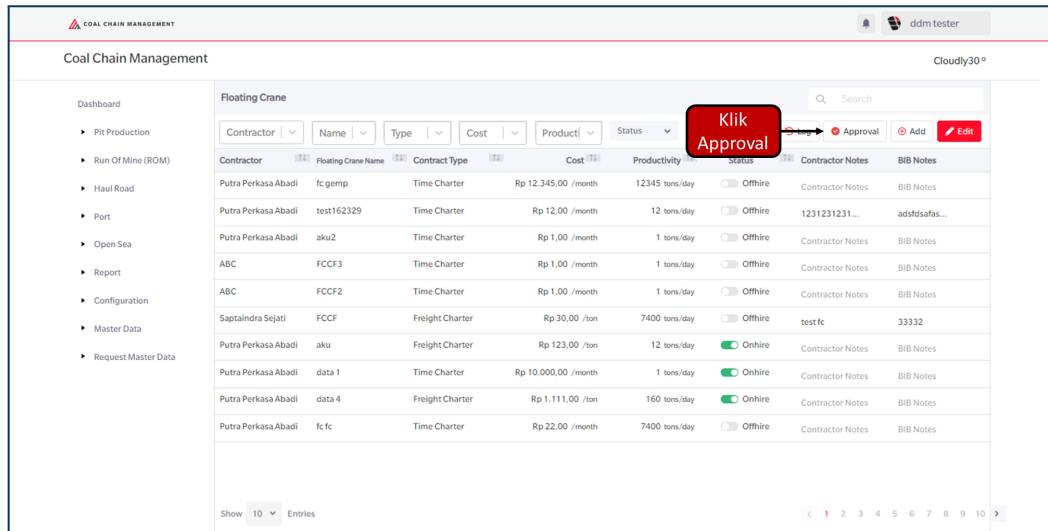 COAL CHAIN MANAGEMENT
ddm tester
Coal Chain Management
Cloudly30 º
Dashboard
Pit Production
Run Of Mine (ROM)
Haul Road
Port
Open Sea
Report
Configuration
Master Data
Request Master Data
Floating Crane
Search
Contractor Name Type Cost Product Status Log Approval Add Edit
Klik
Approval
Contractor Floating Crane Name Contract Type Cost Productivity Status Contractor Notes BIB Notes
Putra Perkasa Abadi fc gemp Time Charter Rp 12.345,00 /month 12345 tons/day Offhire Contractor Notes BIB Notes
Putra Perkasa Abadi test162329 Time Charter Rp 12,00 /month 12 tons/day Offhire 1231231231... adsfdsafas...
Putra Perkasa Abadi aku2 Time Charter Rp 1,00 /month 1 tons/day Offhire Contractor Notes BIB Notes
ABC FCCF3 Time Charter Rp 1,00 /month 1 tons/day Offhire Contractor Notes BIB Notes
ABC FCCF2 Time Charter Rp 1,00 /month 1 tons/day Offhire Contractor Notes BIB Notes
Saptaindra Sejati FCCF Freight Charter Rp 30,00 /ton 7400 tons/day Offhire test fc 33332
Putra Perkasa Abadi aku Freight Charter Rp 123,00 /ton 12 tons/day Onhire Contractor Notes BIB Notes
Putra Perkasa Abadi data 1 Time Charter Rp 10.000,00 /month 1 tons/day Onhire Contractor Notes BIB Notes
Putra Perkasa Abadi data 4 Freight Charter Rp 1.111,00 /ton 160 tons/day Onhire Contractor Notes BIB Notes
Putra Perkasa Abadi fc fc Time Charter Rp 22,00 /month 7400 tons/day Offhire Contractor Notes BIB Notes
Show 10 Entries
1 2 3 4 5 6 7 8 9 10